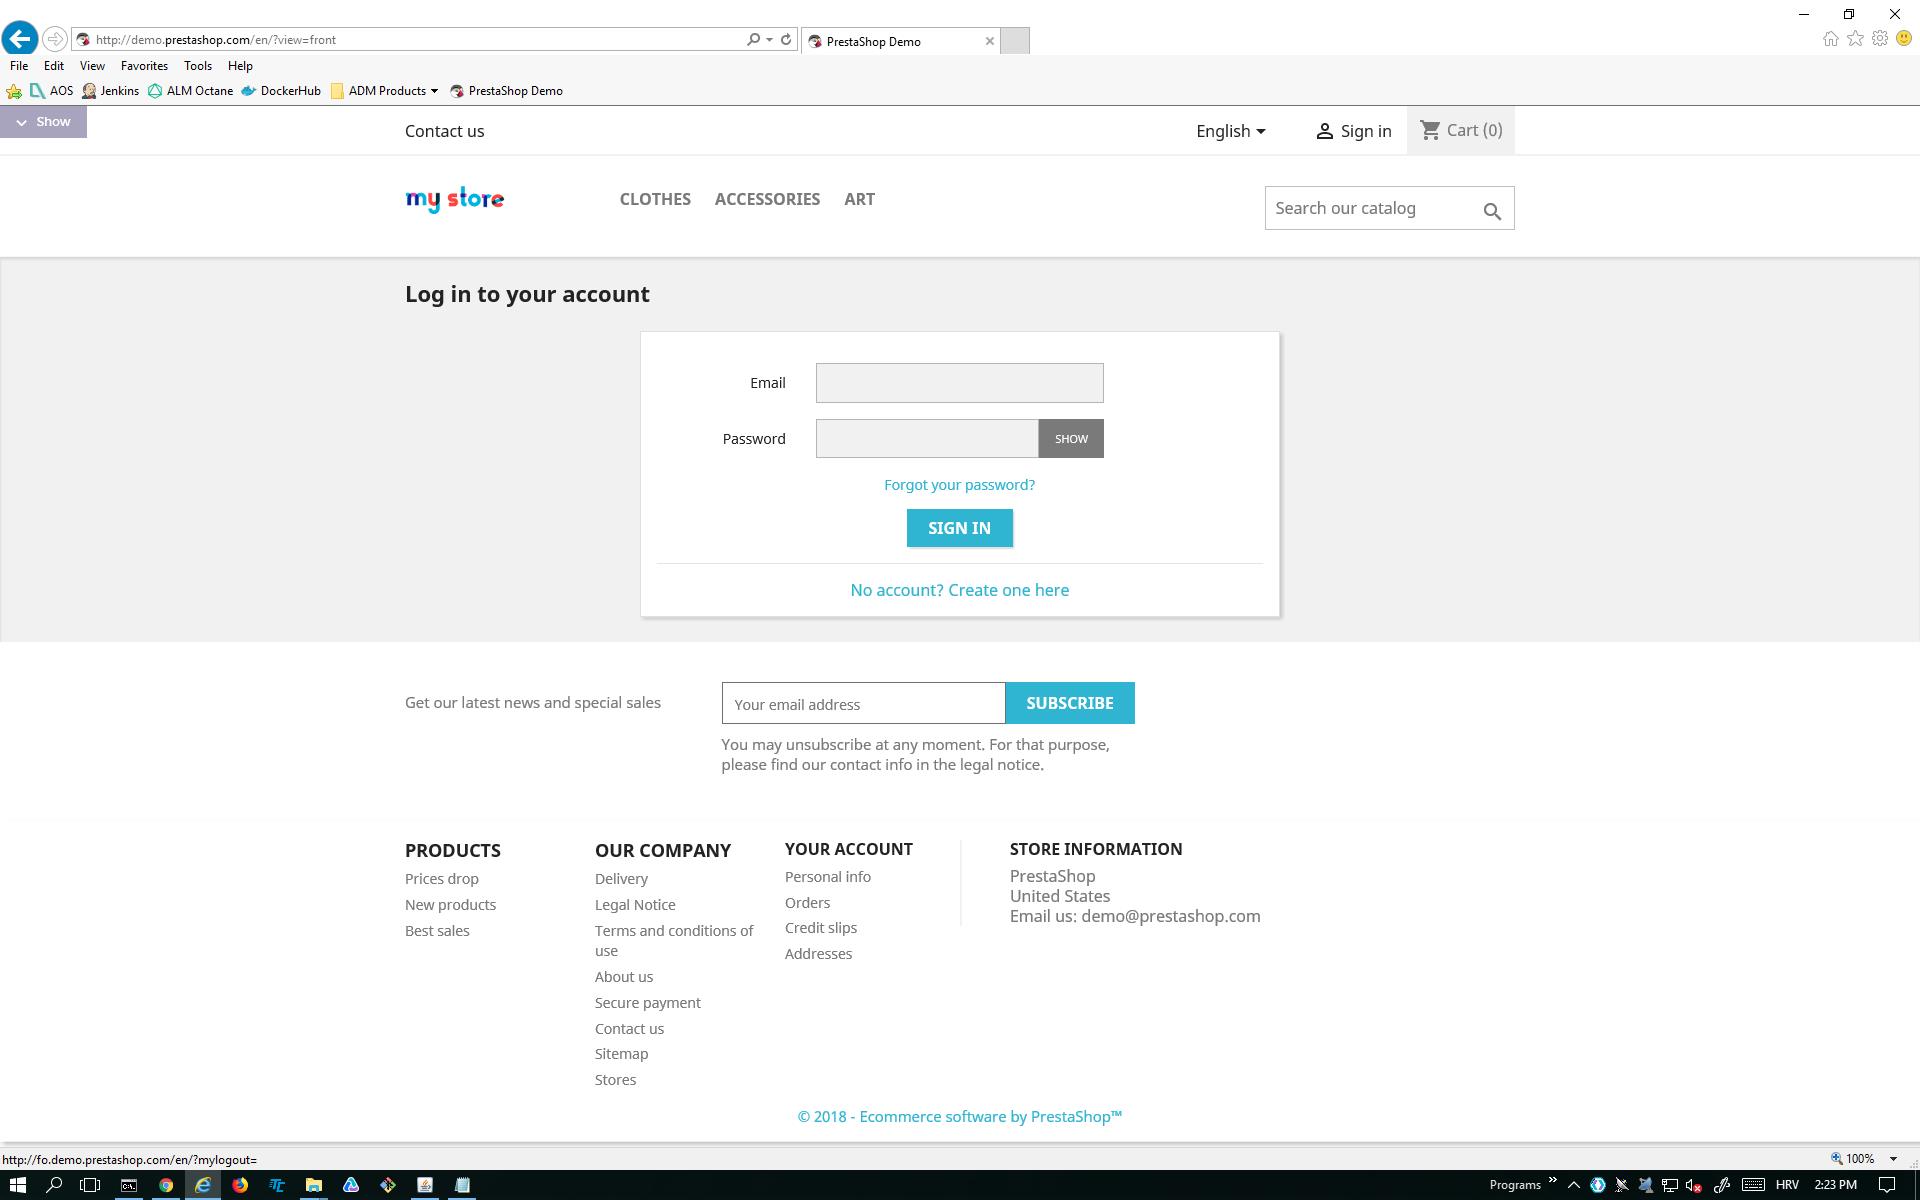 http://demo.prestashop.com/en/?view=front
PrestaShop Demo
File Edit View Favorites Tools Help
AOS Jenkins ALM Octane DockerHub ADM Products PrestaShop Demo
Show
Contact us English Sign in Cart (0)
my store CLOTHES ACCESSORIES ART Search our catalog
Log in to your account
Email
Password SHOW
Forgot your password?
SIGN IN
No account? Create one here
Get our latest news and special sales Your email address SUBSCRIBE
You may unsubscribe at any moment. For that purpose,
please find our contact info in the legal notice.
PRODUCTS
Prices drop
New products
Best sales
OUR COMPANY
Delivery
Legal Notice
Terms and conditions of
use
About us
Secure payment
Contact us
Sitemap
Stores
YOUR ACCOUNT
Personal info
Orders
Credit slips
Addresses
STORE INFORMATION
PrestaShop
United States
Email us: demo@prestashop.com
© 2018 - Ecommerce software by PrestaShop™
http://fo.demo.prestashop.com/en/?mylogout=
100%
Programs HRV 2:23 PM